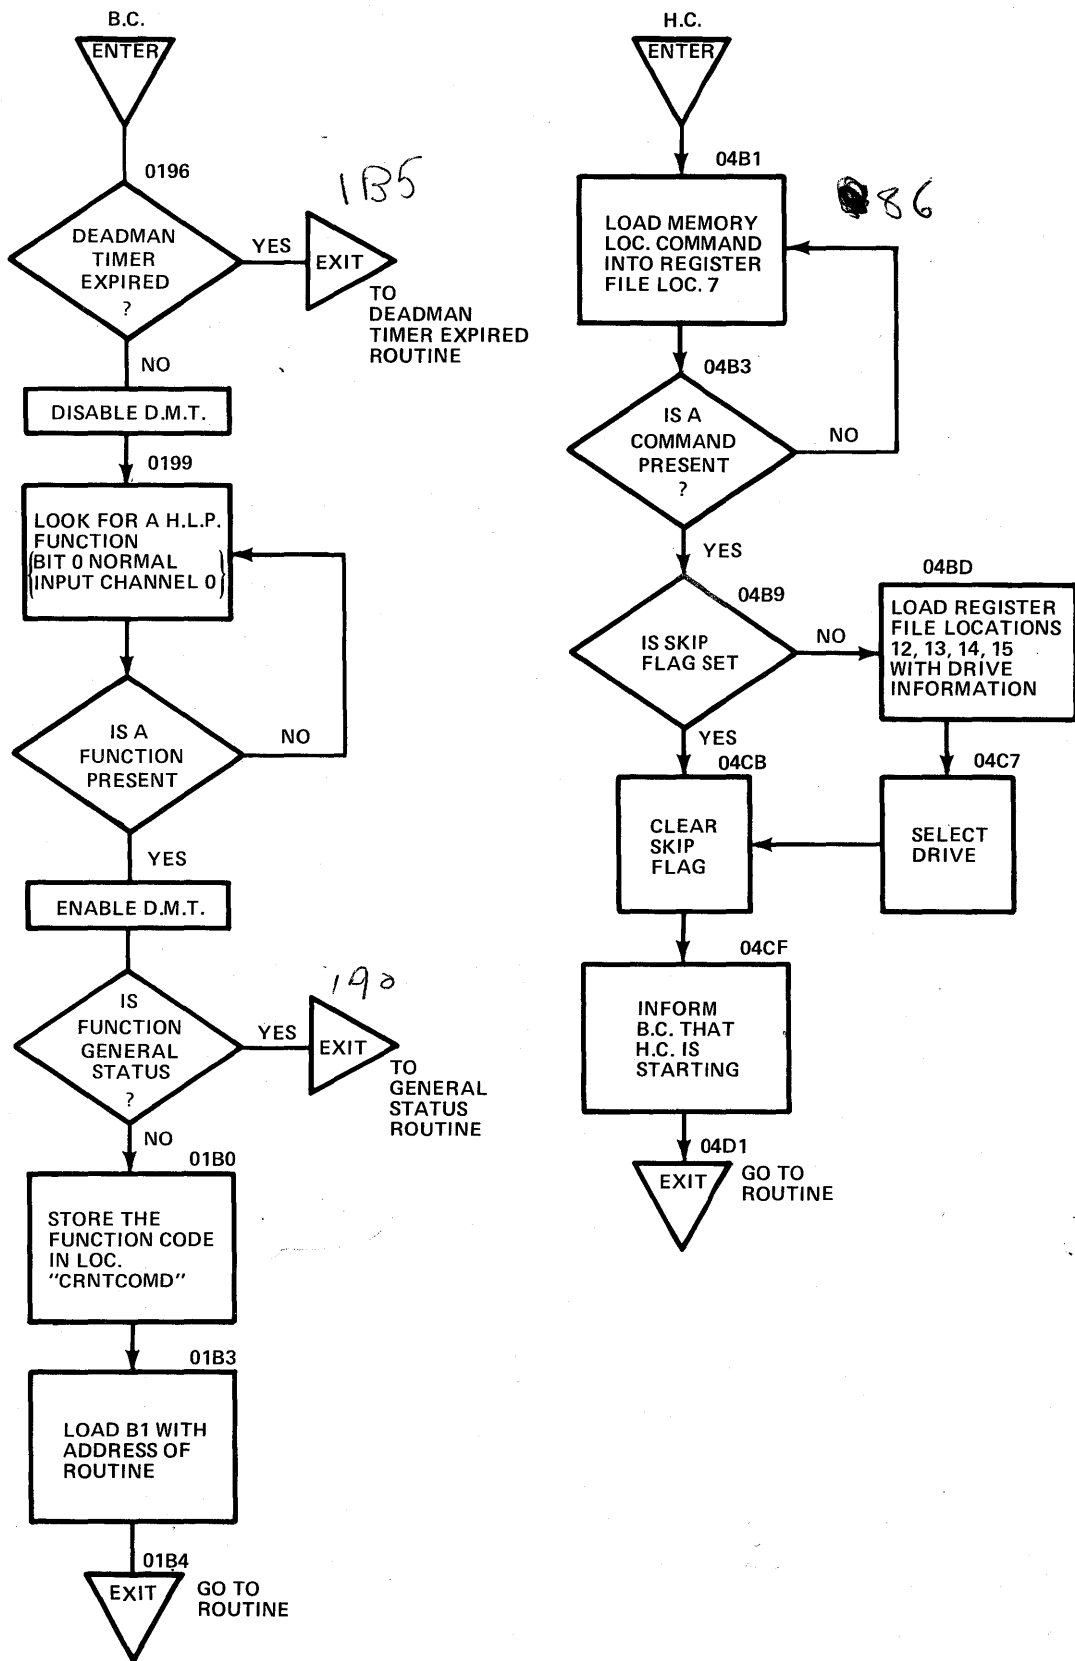 B.C.
ENTER
0196
1B5
DEADMAN
TIMER
EXPIRED
?
YES
EXIT
TO
DEADMAN
TIMER EXPIRED
ROUTINE
NO
DISABLE D.M.T.
0199
LOOK FOR A H.L.P.
FUNCTION
{BIT 0 NORMAL
INPUT CHANNEL 0}
IS A
FUNCTION
PRESENT
NO
YES
ENABLE D.M.T.
190
IS
FUNCTION
GENERAL
STATUS
?
YES
EXIT
TO
GENERAL
STATUS
ROUTINE
NO
01B0
STORE THE
FUNCTION CODE
IN LOC.
"CRNTCOMD"
01B3
LOAD B1 WITH
ADDRESS OF
ROUTINE
01B4
EXIT
GO TO
ROUTINE
H.C.
ENTER
04B1
86
LOAD MEMORY
LOC. COMMAND
INTO REGISTER
FILE LOC. 7
04B3
IS A
COMMAND
PRESENT
?
NO
YES
04B9
IS SKIP
FLAG SET
NO
04BD
LOAD REGISTER
FILE LOCATIONS
12, 13, 14, 15
WITH DRIVE
INFORMATION
YES
04CB
04C7
CLEAR
SKIP
FLAG
SELECT
DRIVE
04CF
INFORM
B.C. THAT
H.C. IS
STARTING
04D1
EXIT
GO TO
ROUTINE